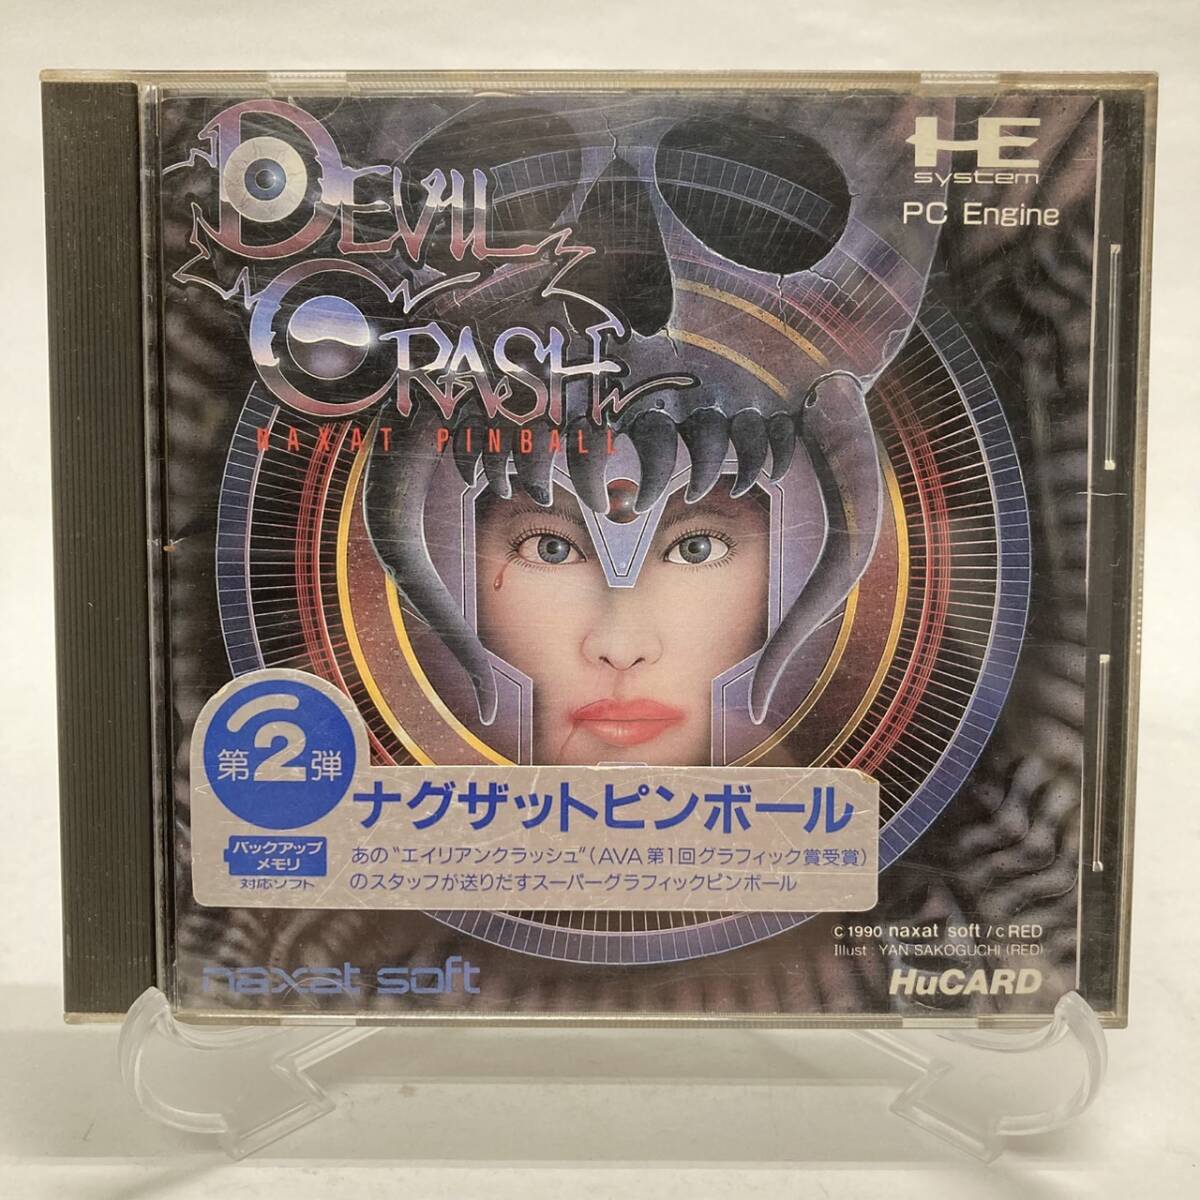 DEVIL
CRASH
NAXAT PINBALL
HE
system
PC Engine
第2弾
ナグザットピンボール
バックアップ
メモリ
対応ソフト
あの"エイリアンクラッシュ"(AVA第1回グラフィック賞受賞)
のスタッフが送りだすスーパーグラフィックピンボール
© 1990 naxat soft / © RED
Illust : YAN SAKOGUCHI (RED)
naxat soft
HuCARD